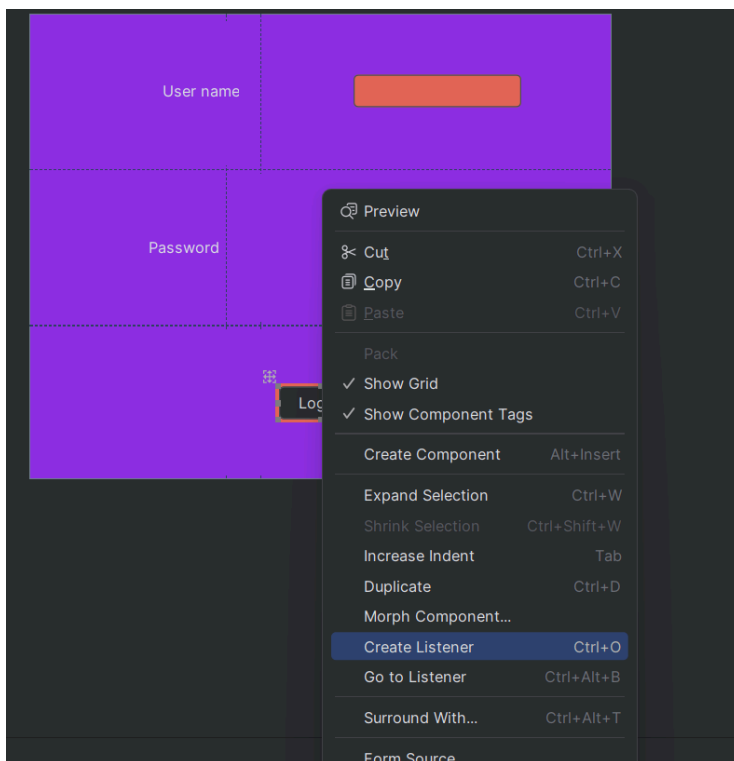 User name
Preview
Password
Cut Ctrl+X
Copy Ctrl+C
Paste Ctrl+V
Pack
Show Grid
Log
Show Component Tags
Create Component Alt+Insert
Expand Selection Ctrl+W
Shrink Selection Ctrl+Shift+W
Increase Indent Tab
Duplicate Ctrl+D
Morph Component...
Create Listener Ctrl+O
Go to Listener Ctrl+Alt+B
Surround With... Ctrl+Alt+T
Form Source